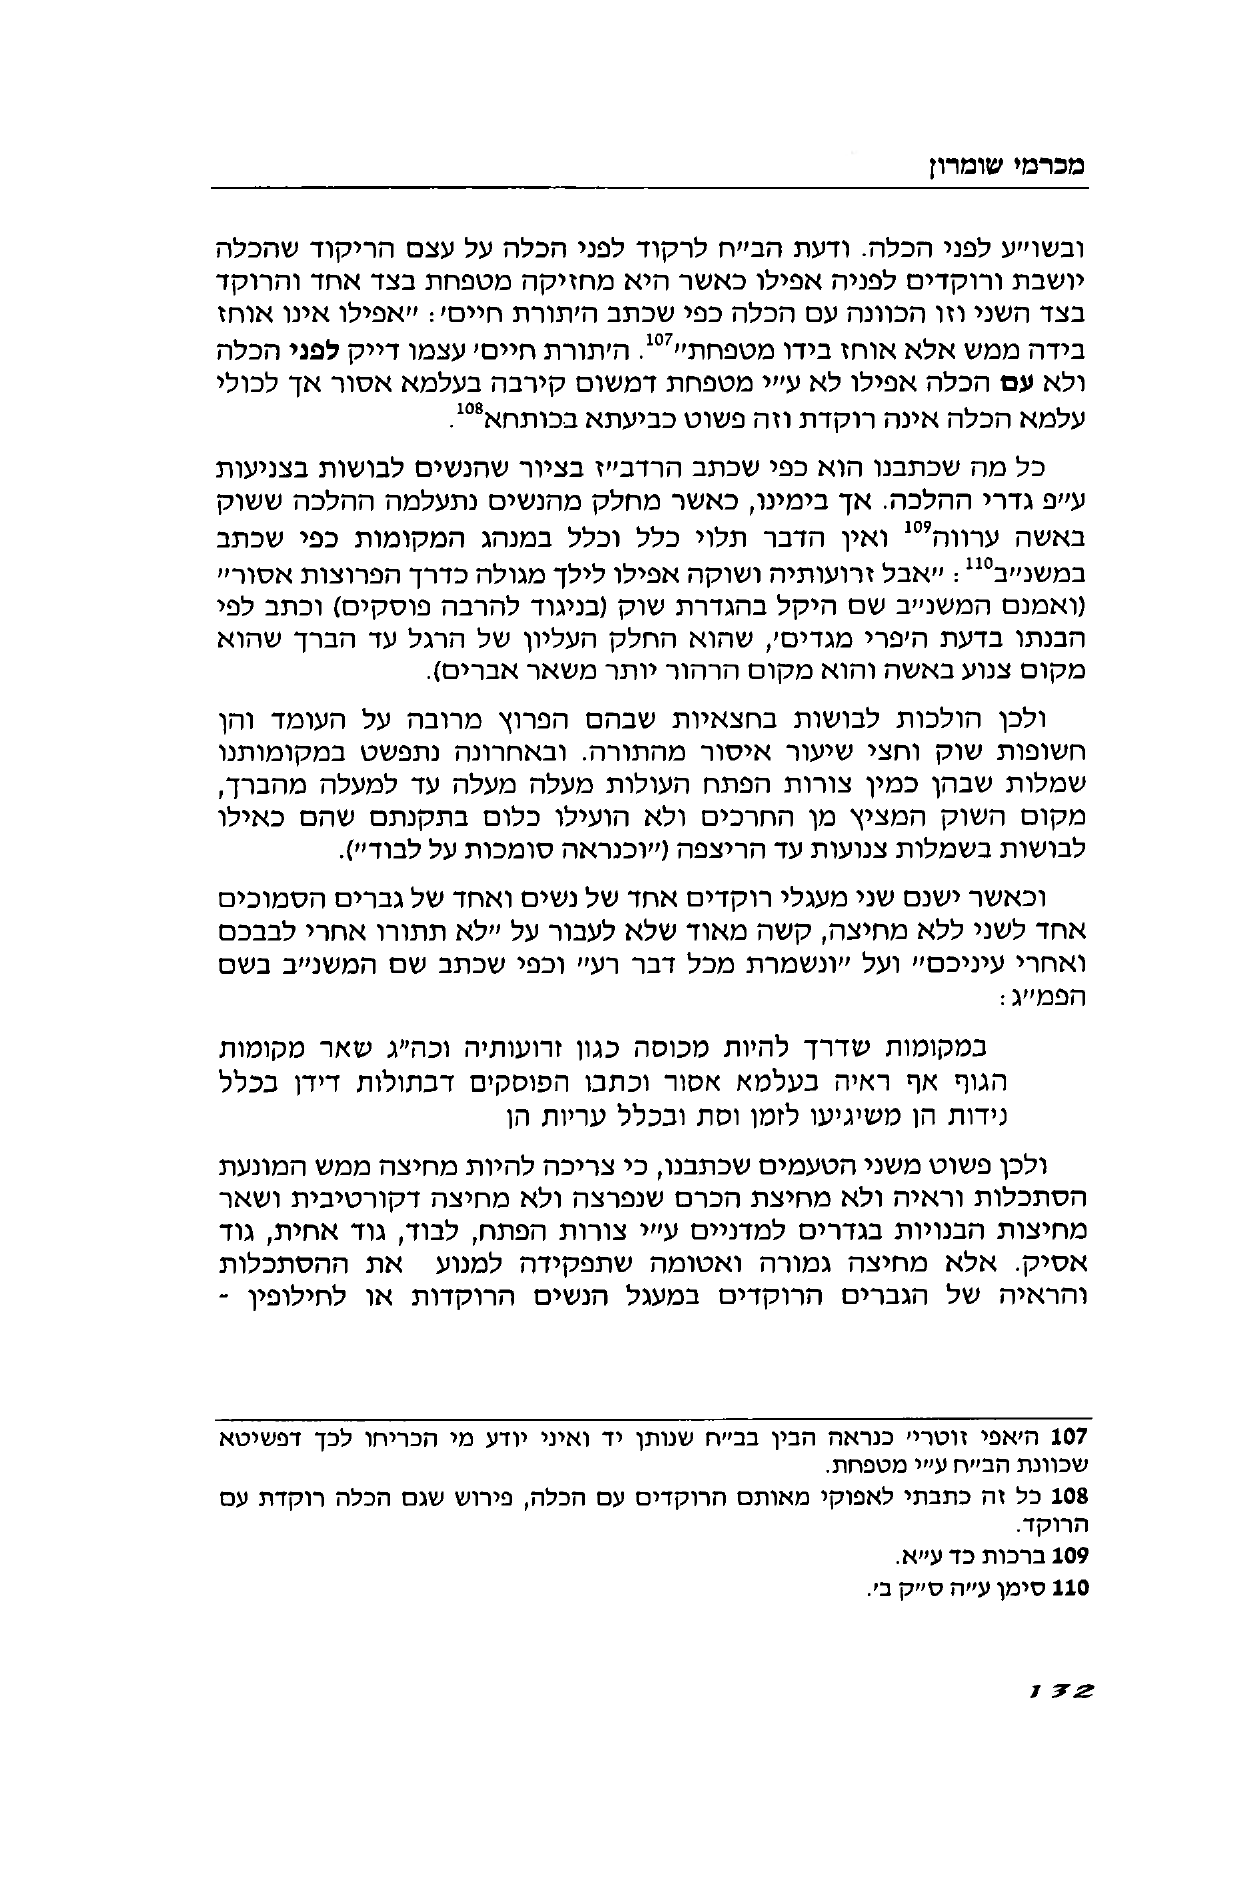 מכרמי שומרון
ובשו״ע לפני הכלה. ודעת הב״ח לרקוד לפני הכלה על עצם הריקוד שהכלה
יושבת ורוקדים לפניה אפילו כאשר היא מחזיקה מטפחת בצד אחד והרוקד
בצד השני וזו הכוונה עם הכלה כפי שכתב ה׳תורת חיים׳: ״אפילו אינו אוחז
בידה ממש אלא אוחז בידו מטפחת״107. ה׳תורת חיים׳ עצמו דייק לפני הכלה
ולא עם הכלה אפילו לא ע״י מטפחת דמשום קירבה בעלמא אסור אך לכולי
עלמא הכלה אינה רוקדת וזה פשוט כביעתא בכותחא108.
כל מה שכתבנו הוא כפי שכתב הרדב״ז בציור שהנשים לבושות בצניעות
ע״פ גדרי ההלכה. אך בימינו, כאשר מחלק מהנשים נתעלמה ההלכה ששוק
באשה ערווה109 ואין הדבר תלוי כלל וכלל במנהג המקומות כפי שכתב
במשנ״ב110: ״אבל זרועותיה ושוקה אפילו לילך מגולה כדרך הפרוצות אסור״
(ואמנם המשנ״ב שם היקל בהגדרת שוק (בניגוד להרבה פוסקים) וכתב לפי
הבנתו בדעת ה׳פרי מגדים׳, שהוא החלק העליון של הרגל עד הברך שהוא
מקום צנוע באשה והוא מקום הרהור יותר משאר אברים).
ולכן הולכות לבושות בחצאיות שבהם הפרוץ מרובה על העומד והן
חשופות שוק וחצי שיעור איסור מהתורה. ובאחרונה נתפשט במקומותנו
שמלות שבהן כמין צורות הפתח העולות מעלה מעלה עד למעלה מהברך,
מקום השוק המציץ מן החרכים ולא הועילו כלום בתקנתם שהם כאילו
לבושות בשמלות צנועות עד הריצפה (״וכנראה סומכות על לבוד״).
וכאשר ישנם שני מעגלי רוקדים אחד של נשים ואחד של גברים הסמוכים
אחד לשני ללא מחיצה, קשה מאוד שלא לעבור על ״לא תתורו אחרי לבבכם
ואחרי עיניכם״ ועל ״ונשמרת מכל דבר רע״ וכפי שכתב שם המשנ״ב בשם
הפמ״ג:
במקומות שדרך להיות מכוסה כגון זרועותיה וכה״ג שאר מקומות
הגוף אף ראיה בעלמא אסור וכתבו הפוסקים דבתולות דידן בכלל
נידות הן משיגיעו לזמן וסת ובכלל עריות הן
ולכן פשוט משני הטעמים שכתבנו, כי צריכה להיות מחיצה ממש המונעת
הסתכלות וראיה ולא מחיצת הכרם שנפרצה ולא מחיצה דקורטיבית ושאר
מחיצות הבנויות בגדרים למדניים ע״י צורות הפתח, לבוד, גוד אחית, גוד
אסיק. אלא מחיצה גמורה ואטומה שתפקידה למנוע את ההסתכלות
והראיה של הגברים הרוקדים במעגל הנשים הרוקדות או לחילופין -
107 ה׳אפי זוטרי׳ כנראה הבין בב״ח שנותן יד ואיני יודע מי הכריחו לכך דפשיטא
שכוונת הב״ח ע״י מטפחת.
108 כל זה כתבתי לאפוקי מאותם הרוקדים עם הכלה, פירוש שגם הכלה רוקדת עם
הרוקד.
109 ברכות כד ע״א.
110 סימן ע״ה ס״ק ב׳.
132